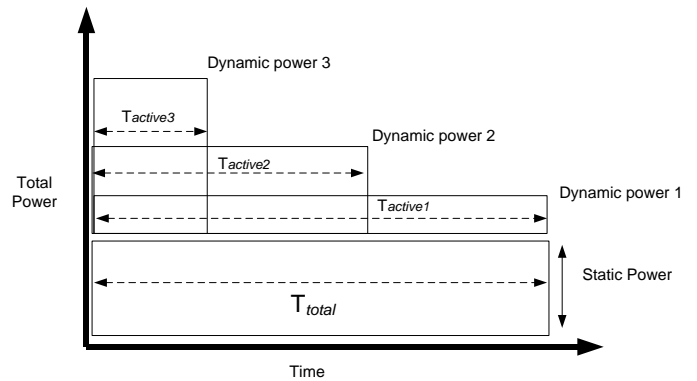 Dynamic power 3
Tactive3
Dynamic power 2
Tactive2
Total
Power
Dynamic power 1
Tactive1
Static Power
Ttotal
Time